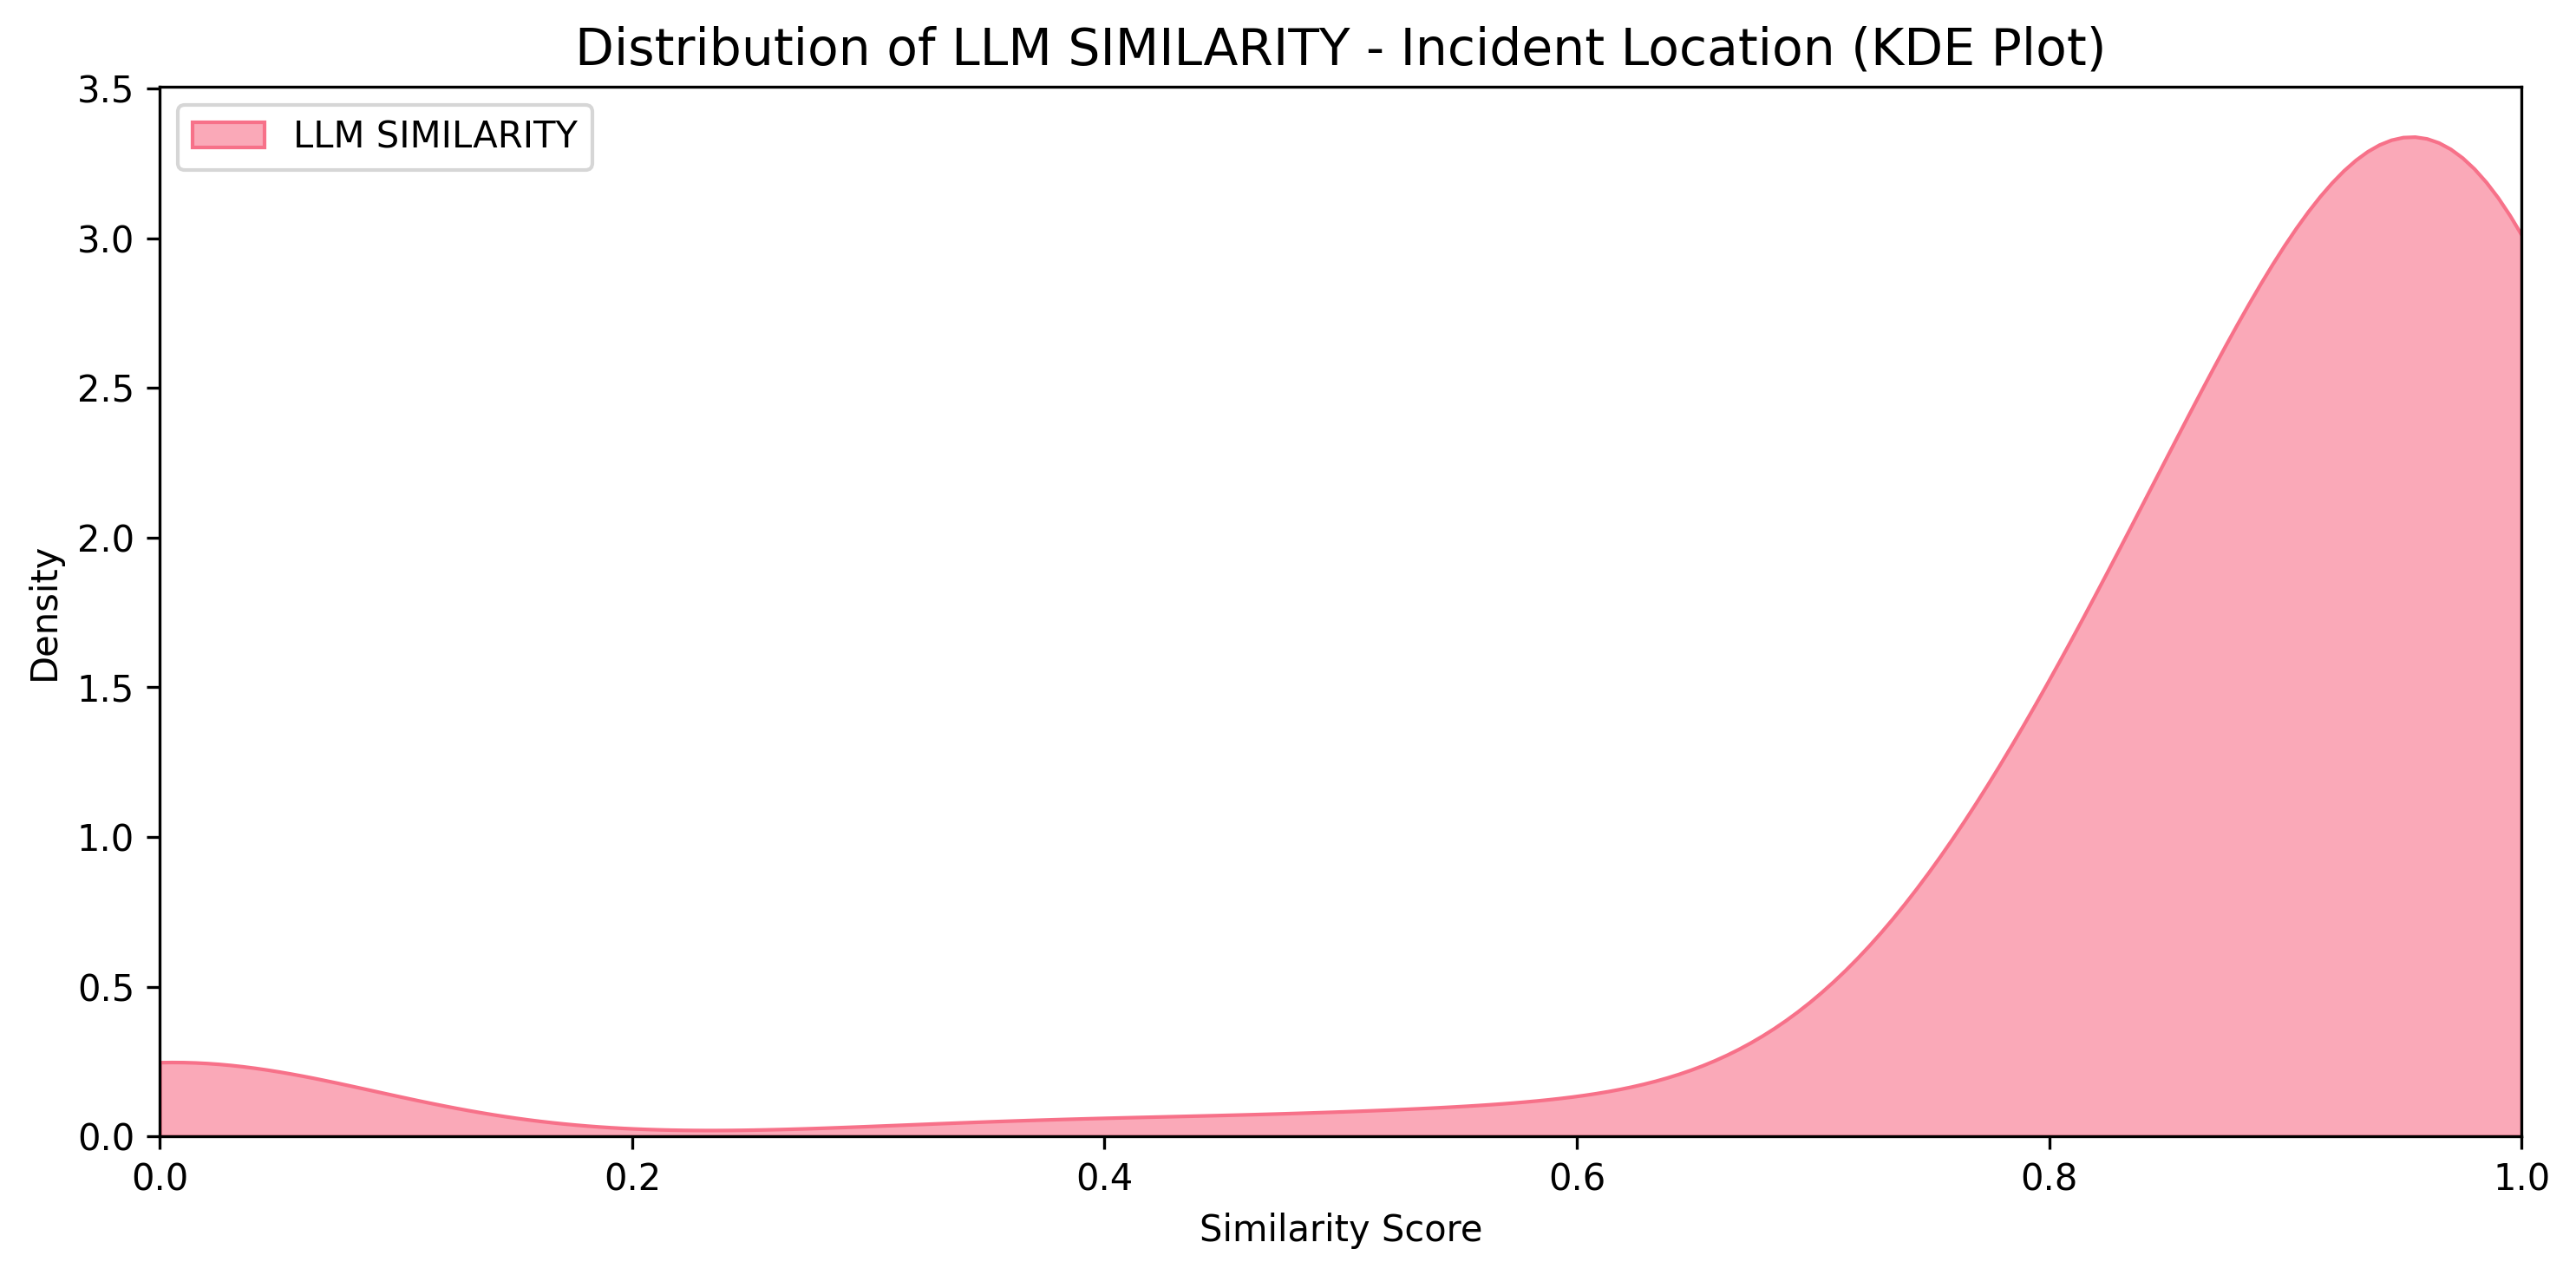 Distribution of LLM SIMILARITY - Incident Location (KDE Plot)
LLM SIMILARITY
3.5
3.0
2.5
2.0
1.5
1.0
0.5
0.0
Density
0.0 0.2 0.4 0.6 0.8 1.0
Similarity Score